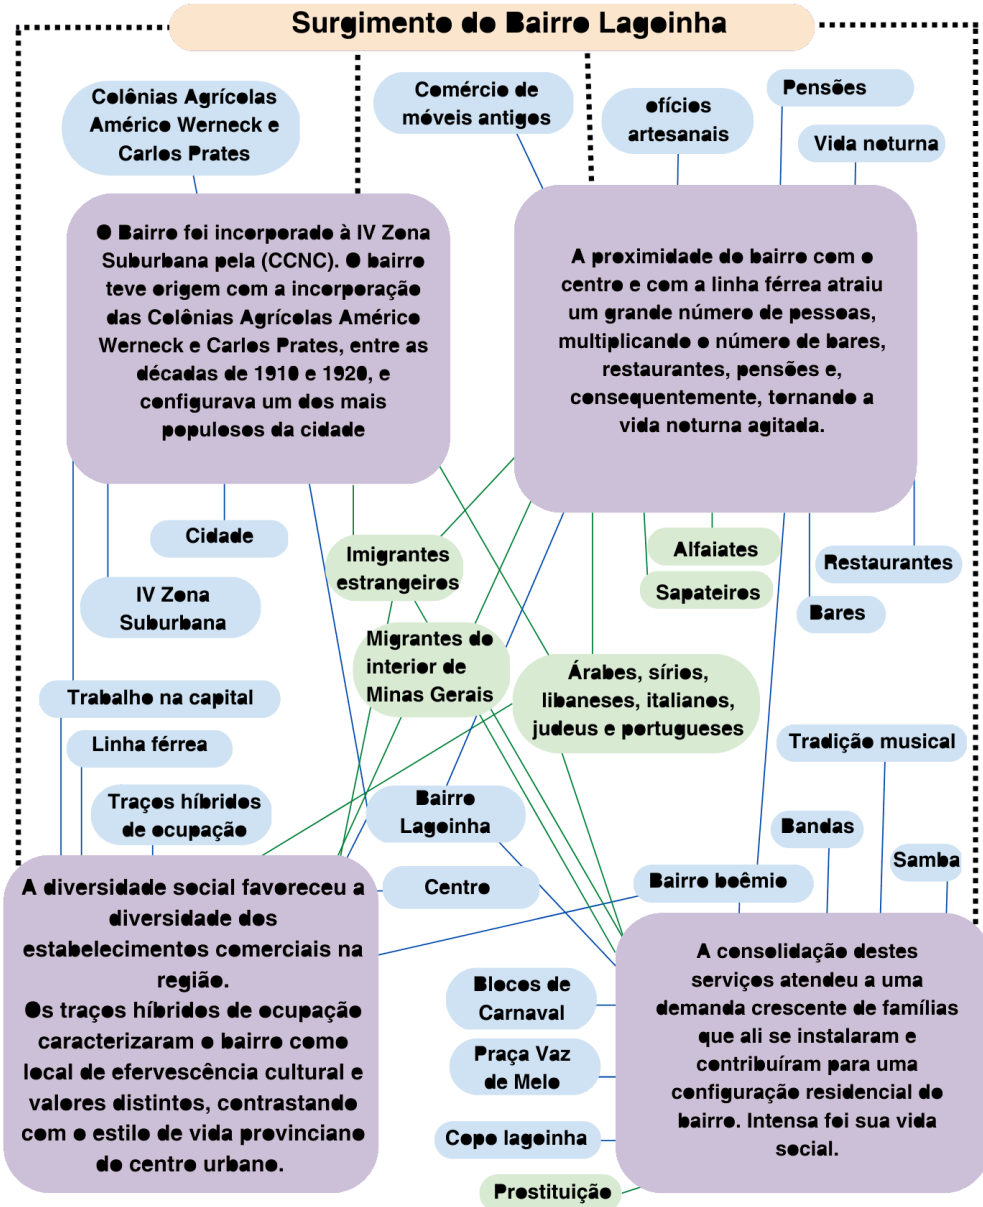 Surgimento do Bairro Lagoinha
Colônias Agrícolas
Américo Werneck e
Carlos Prates
Comércio de
móveis antigos
ofícios
artesanais
Pensões
Vida noturna
O Bairro foi incorporado à IV Zona
Suburbana pela (CCNC). O bairro
teve origem com a incorporação
das Colônias Agrícolas Américo
Werneck e Carlos Prates, entre as
décadas de 1910 e 1920, e
configurava um dos mais
populosos da cidade
A proximidade do bairro com o
centro e com a linha férrea atraiu
um grande número de pessoas,
multiplicando o número de bares,
restaurantes, pensões e,
consequentemente, tornando a
vida noturna agitada.
Cidade
IV Zona
Suburbana
Imigrantes
estrangeiros
Alfaiates
Sapateiros
Restaurantes
Bares
Migrantes do
interior de
Minas Gerais
Árabes, sírios,
libaneses, italianos,
judeus e portugueses
Trabalho na capital
Linha férrea
Traços híbridos
de ocupação
Tradição musical
Bairro
Lagoinha
Bandas
Samba
Centro
Bairro boêmio
A diversidade social favoreceu a
diversidade dos
estabelecimentos comerciais na
região.
Os traços híbridos de ocupação
caracterizaram o bairro como
local de efervescência cultural e
valores distintos, contrastando
com o estilo de vida provinciano
do centro urbano.
Blocos de
Carnaval
Praça Vaz
de Melo
Copo lagoinha
Prostituição
A consolidação destes
serviços atendeu a uma
demanda crescente de famílias
que ali se instalaram e
contribuíram para uma
configuração residencial do
bairro. Intensa foi sua vida
social.